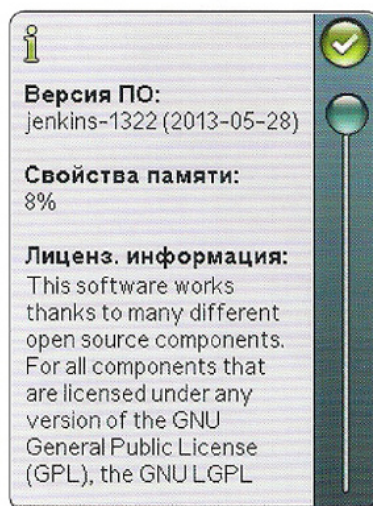 Версия ПО:
jenkins-1322 (2013-05-28)
Свойства памяти:
8%
Лиценз. информация:
This software works
thanks to many different
open source components.
For all components that
are licensed under any
version of the GNU
General Public License
(GPL), the GNU LGPL